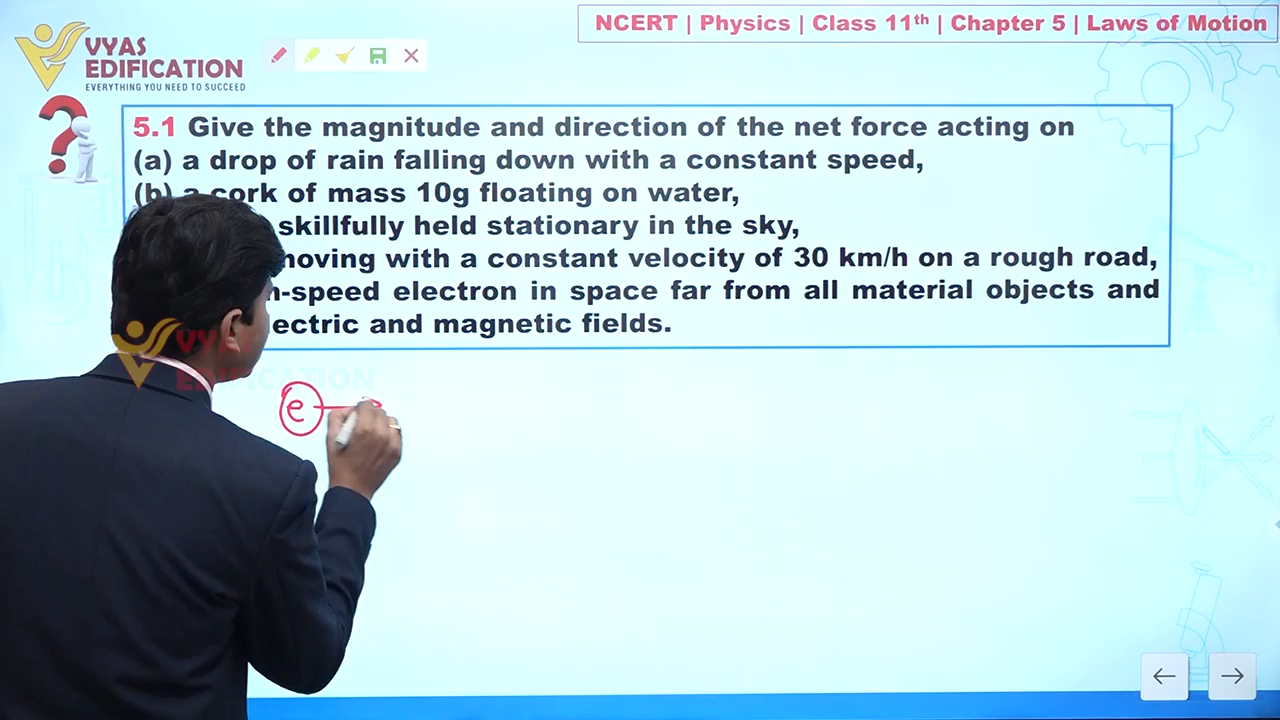 NCERT | Physics | Class 11th | Chapter 5 | Laws of Motion
VYAS
EDIFICATION
EVERYTHING YOU NEED TO SUCCEED
5.1 Give the magnitude and direction of the net force acting on
(a) a drop of rain falling down with a constant speed,
(b) a cork of mass 10g floating on water,
skillfully held stationary in the sky,
moving with a constant velocity of 30 km/h on a rough road,
-speed electron in space far from all material objects and
and magnetic fields.
VYAS
EDIFICATION
e